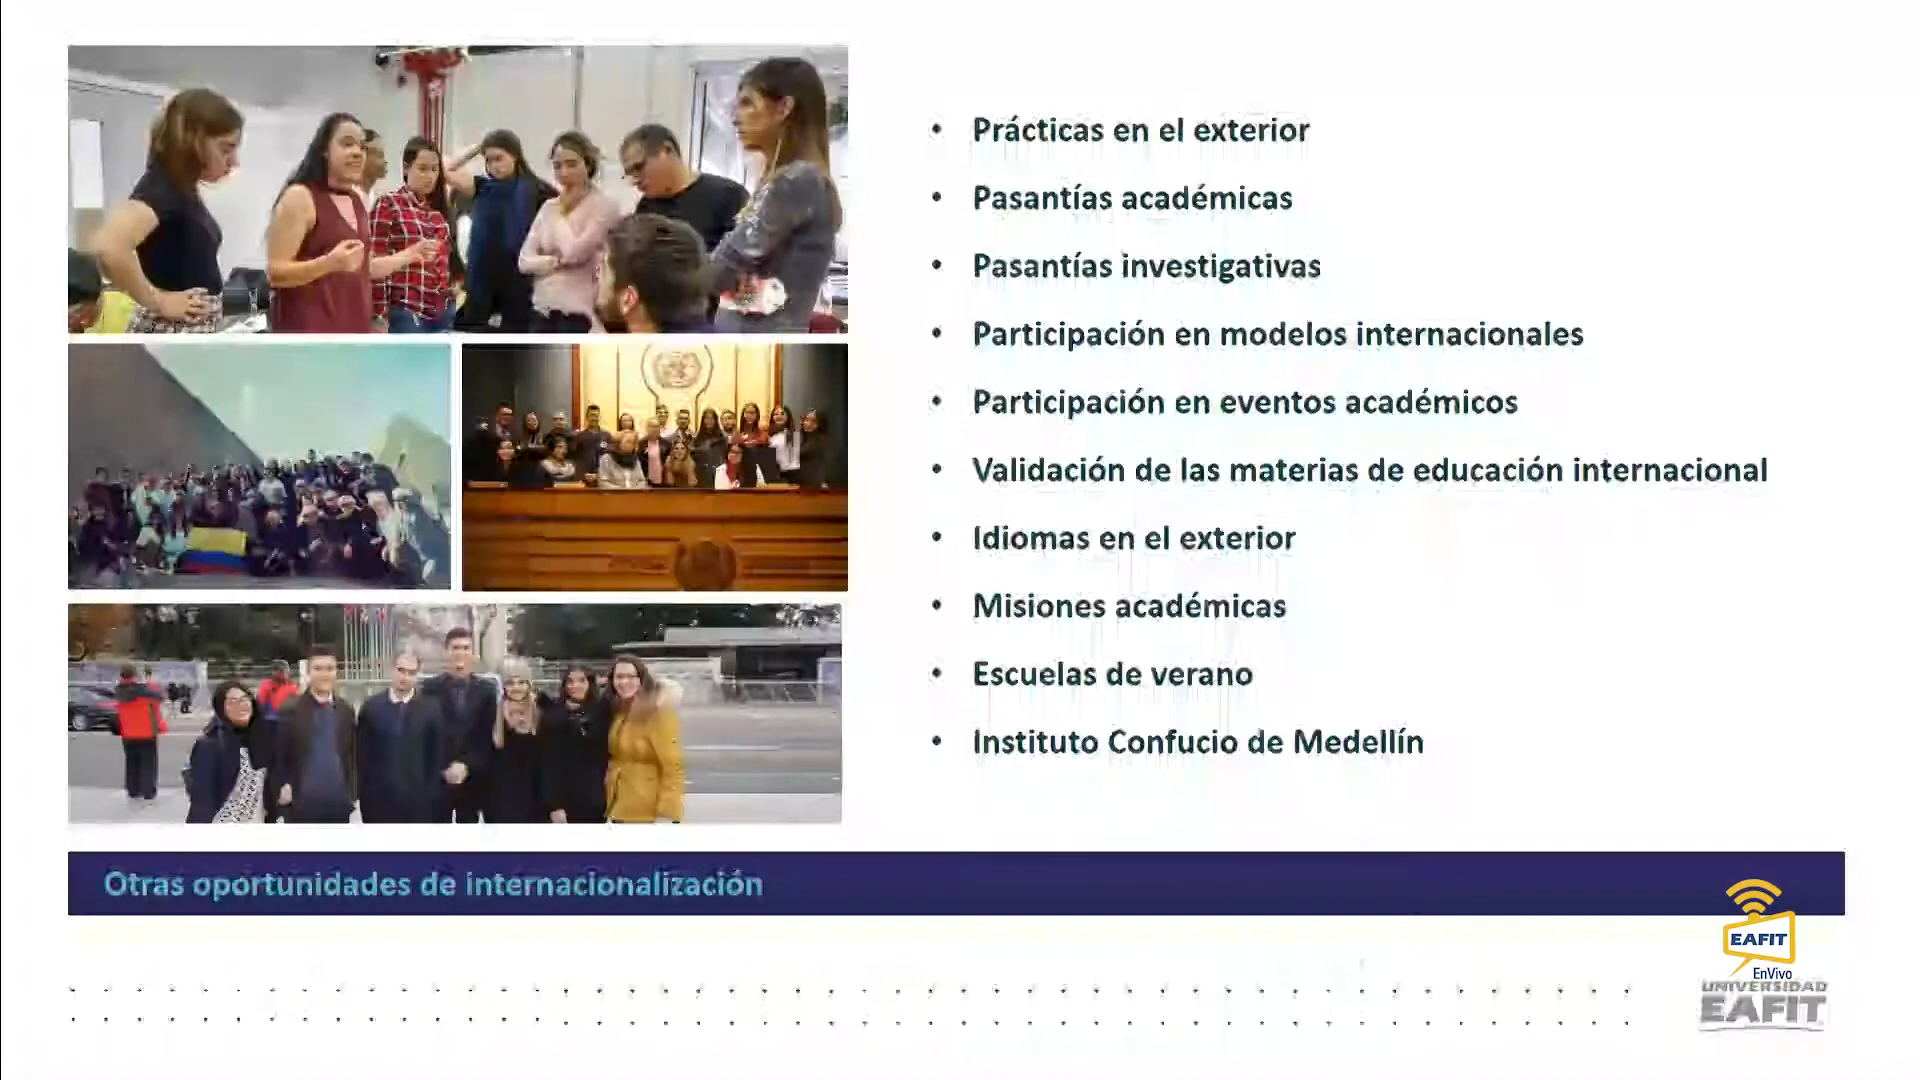 • Prácticas en el exterior
• Pasantías académicas
• Pasantías investigativas
• Participación en modelos internacionales
• Participación en eventos académicos
• Validación de las materias de educación internacional
• Idiomas en el exterior
• Misiones académicas
• Escuelas de verano
• Instituto Confucio de Medellín
Otras oportunidades de internacionalización
EAFIT
EnVivo
UNIVERSIDAD
EAFIT